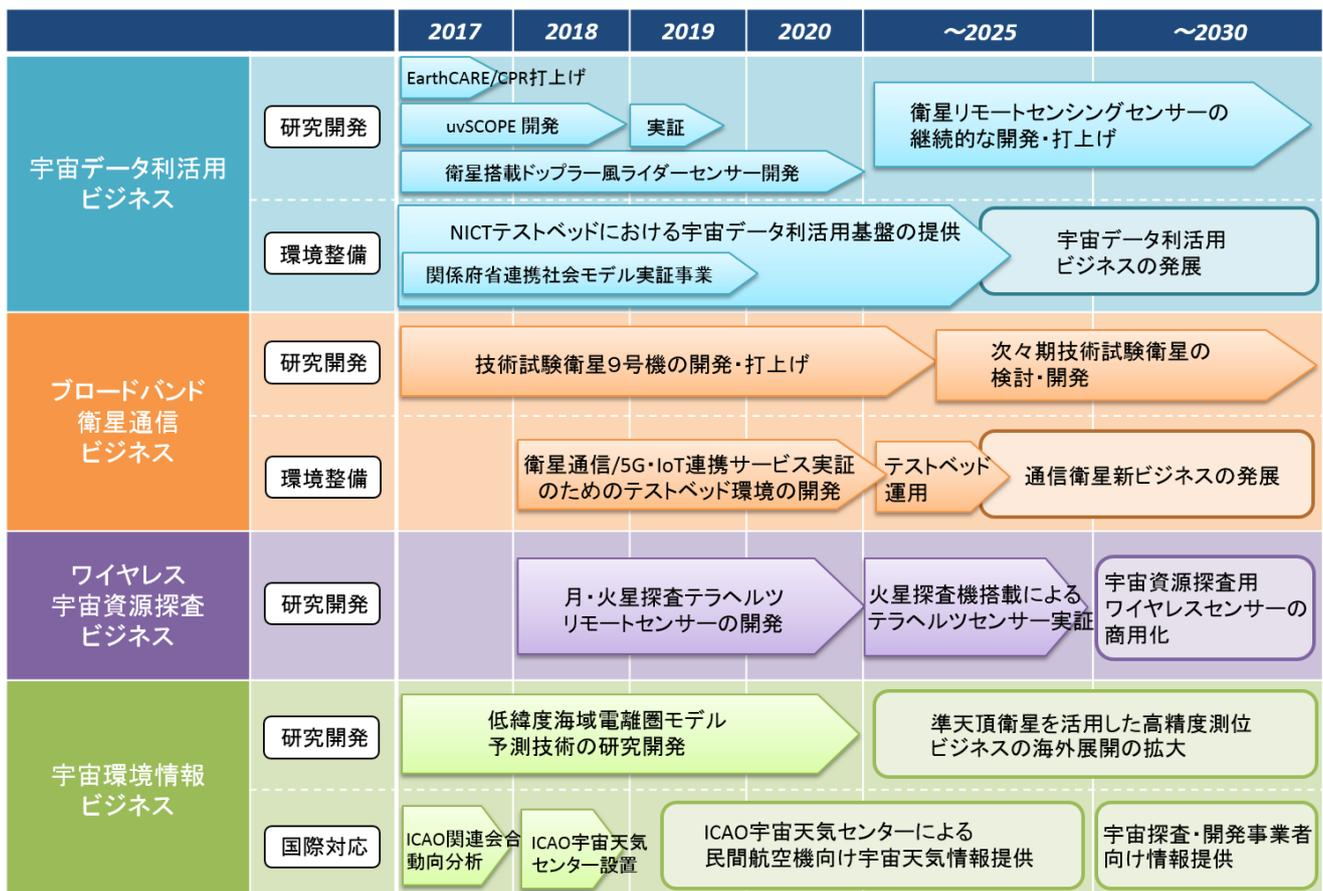 2017 2018 2019 2020 ～2025 ～2030
宇宙データ利活用
ビジネス
研究開発
EarthCARE/CPR打上げ
uvSCOPE 開発
実証
衛星搭載ドップラー風ライダーセンサー開発
衛星リモートセンシングセンサーの
継続的な開発・打上げ
環境整備
NICTテストベッドにおける宇宙データ利活用基盤の提供
関係府省連携社会モデル実証事業
宇宙データ利活用
ビジネスの発展
ブロードバンド
衛星通信
ビジネス
研究開発
技術試験衛星９号機の開発・打上げ
次々期技術試験衛星の
検討・開発
環境整備
衛星通信/5G・IoT連携サービス実証
のためのテストベッド環境の開発
テストベッド
運用
通信衛星新ビジネスの発展
ワイヤレス
宇宙資源探査
ビジネス
研究開発
月・火星探査テラヘルツ
リモートセンサーの開発
火星探査機搭載による
テラヘルツセンサー実証
宇宙資源探査用
ワイヤレスセンサーの
商用化
宇宙環境情報
ビジネス
研究開発
低緯度海域電離圏モデル
予測技術の研究開発
準天頂衛星を活用した高精度測位
ビジネスの海外展開の拡大
国際対応
ICAO関連会合
動向分析
ICAO宇宙天気
センター設置
ICAO宇宙天気センターによる
民間航空機向け宇宙天気情報提供
宇宙探査・開発事業者
向け情報提供